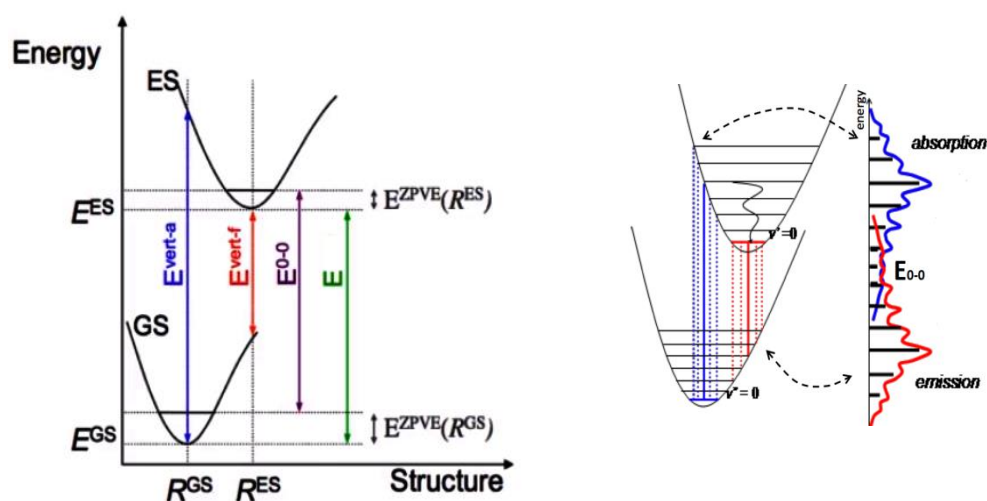 Energy
ES
E^ES
E^ZPVE(R^ES)
E^vert-a
E^vert-f
E^0-0
E
GS
E^GS
E^ZPVE(R^GS)
R^GS R^ES Structure
energy
absorption
v'=0
E0-0
v"=0
emission